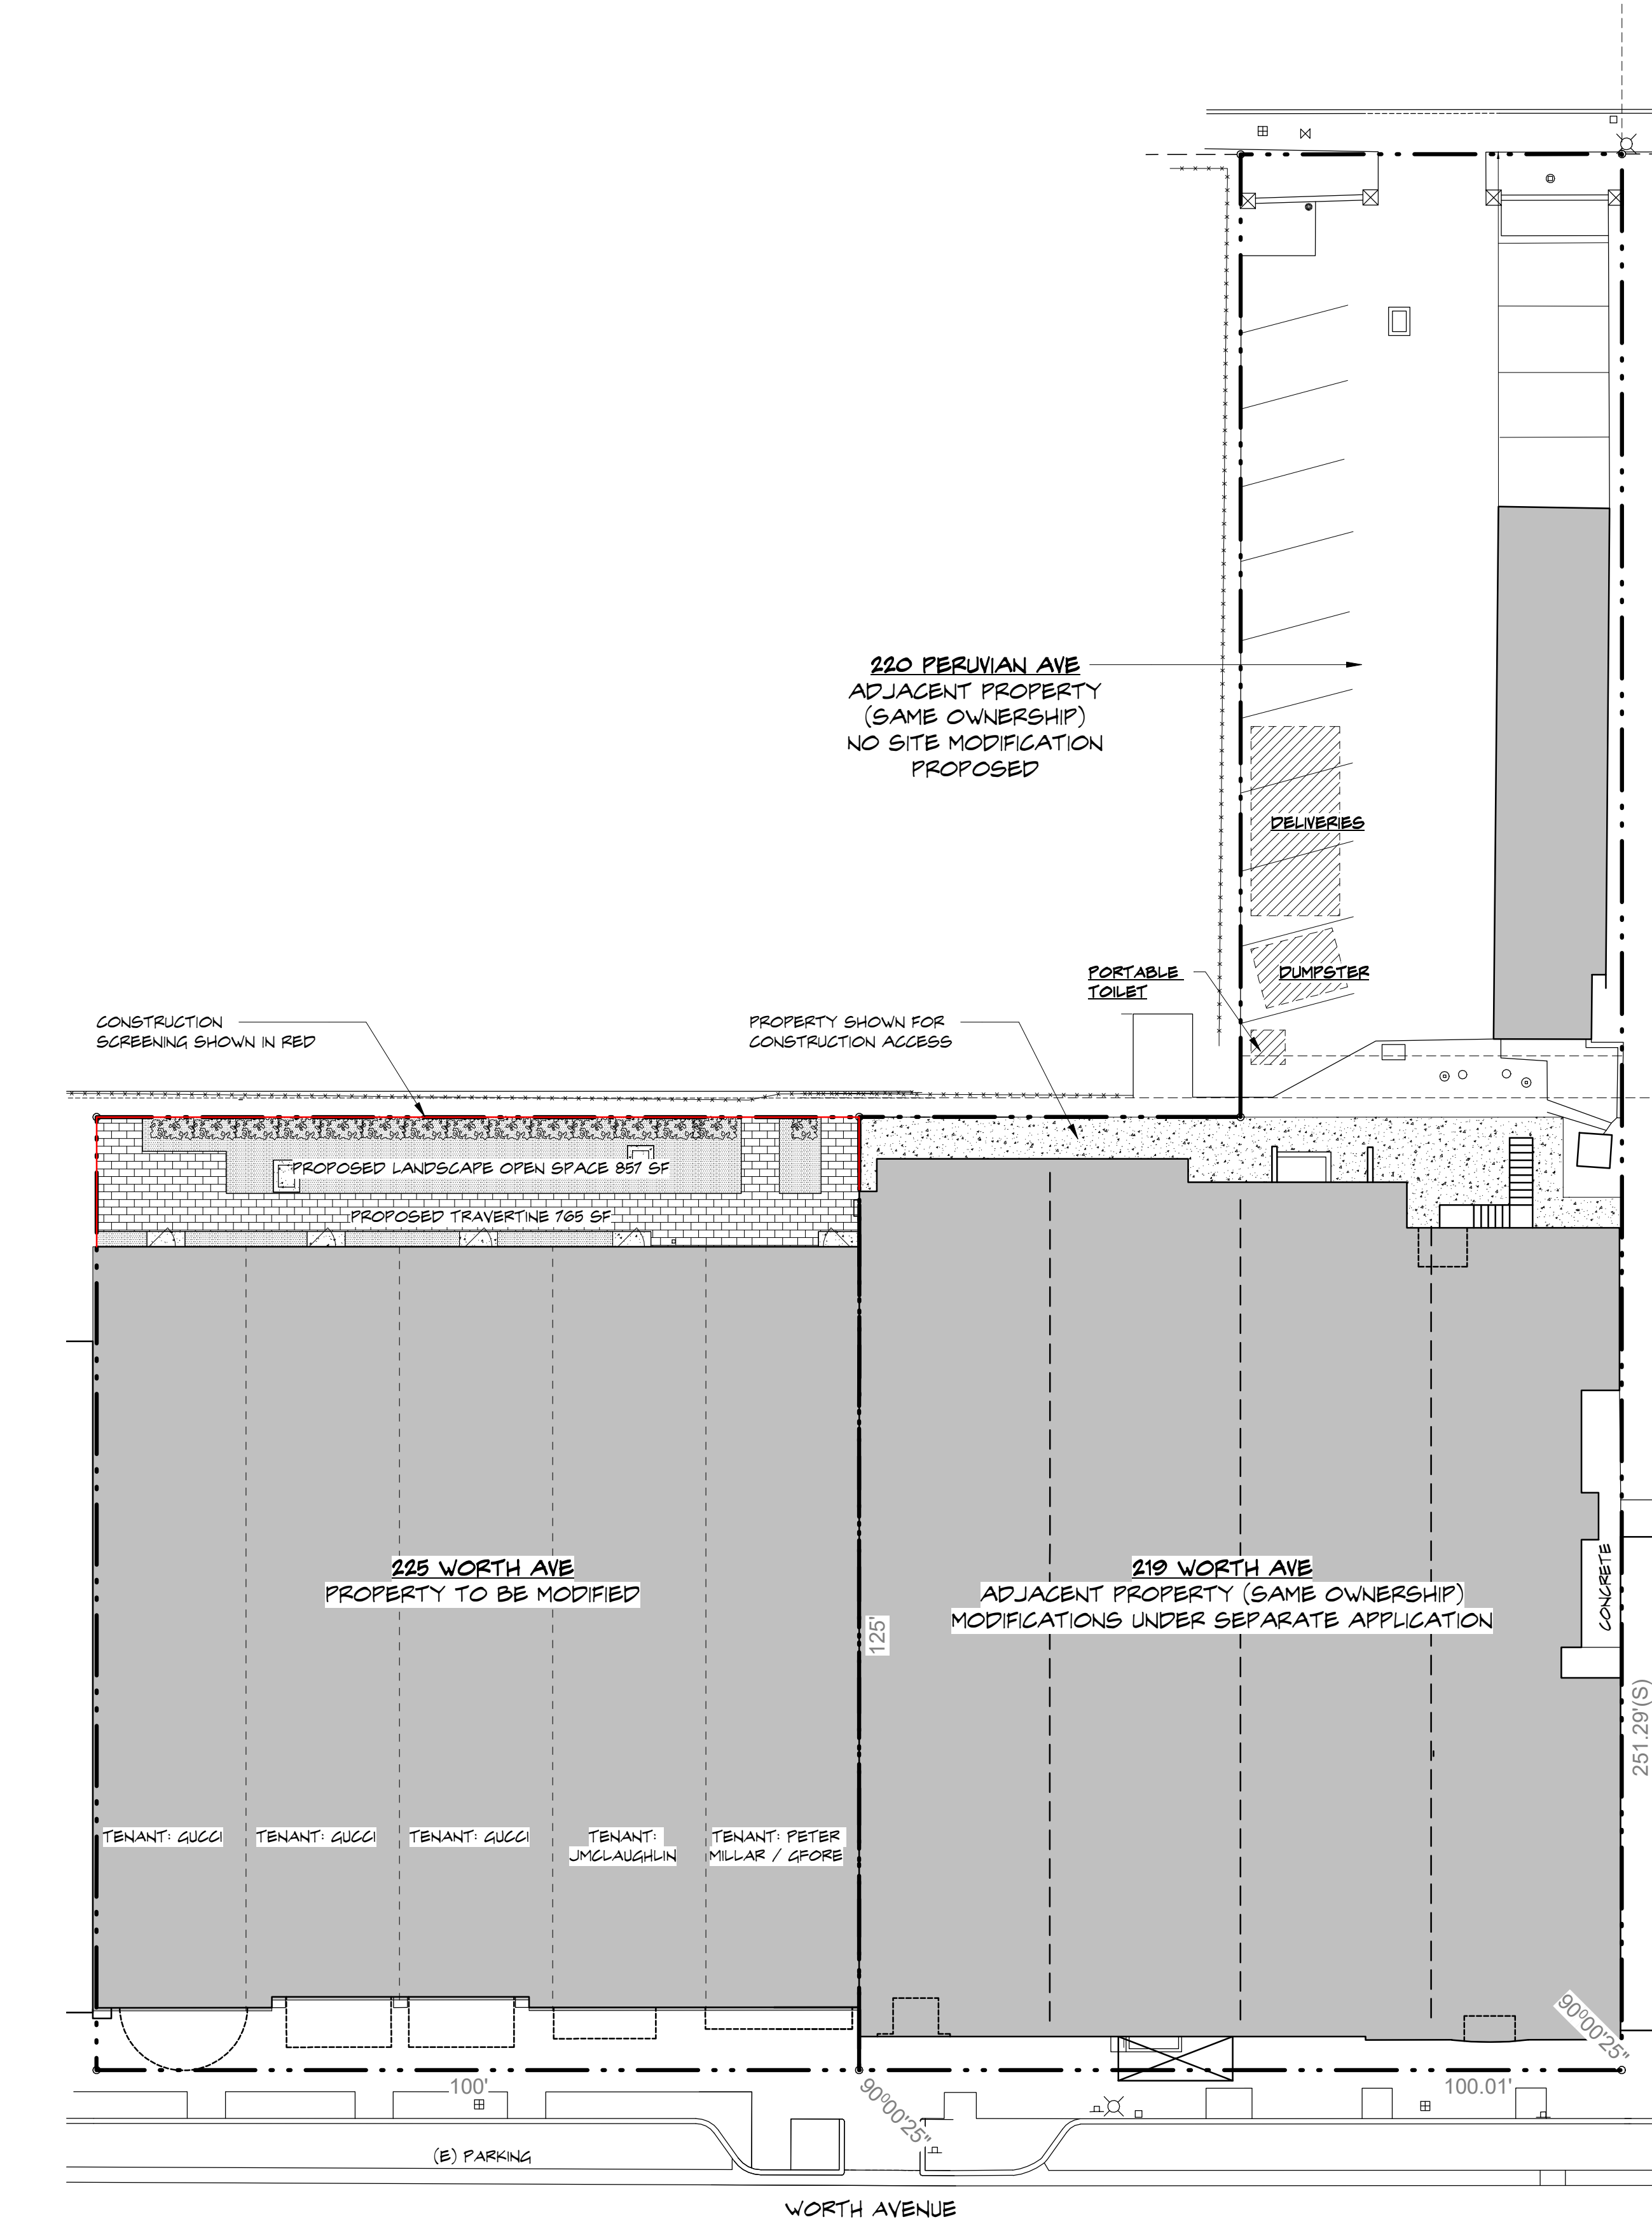 220 PERUVIAN AVE
ADJACENT PROPERTY
(SAME OWNERSHIP)
NO SITE MODIFICATION
PROPOSED
DELIVERIES
PORTABLE
TOILET
DUMPSTER
CONSTRUCTION
SCREENING SHOWN IN RED
PROPERTY SHOWN FOR
CONSTRUCTION ACCESS
PROPOSED LANDSCAPE OPEN SPACE 857 SF
PROPOSED TRAVERTINE 765 SF
225 WORTH AVE
PROPERTY TO BE MODIFIED
219 WORTH AVE
ADJACENT PROPERTY (SAME OWNERSHIP)
MODIFICATIONS UNDER SEPARATE APPLICATION
CONCRETE
125'
251.29'(S)
TENANT: GUCCI
TENANT: GUCCI
TENANT: GUCCI
TENANT:
JMCLAUGHLIN
TENANT: PETER
MILLAR / GFORE
90°00'25"
100'
90°00'25"
100.01'
(E) PARKING
WORTH AVENUE